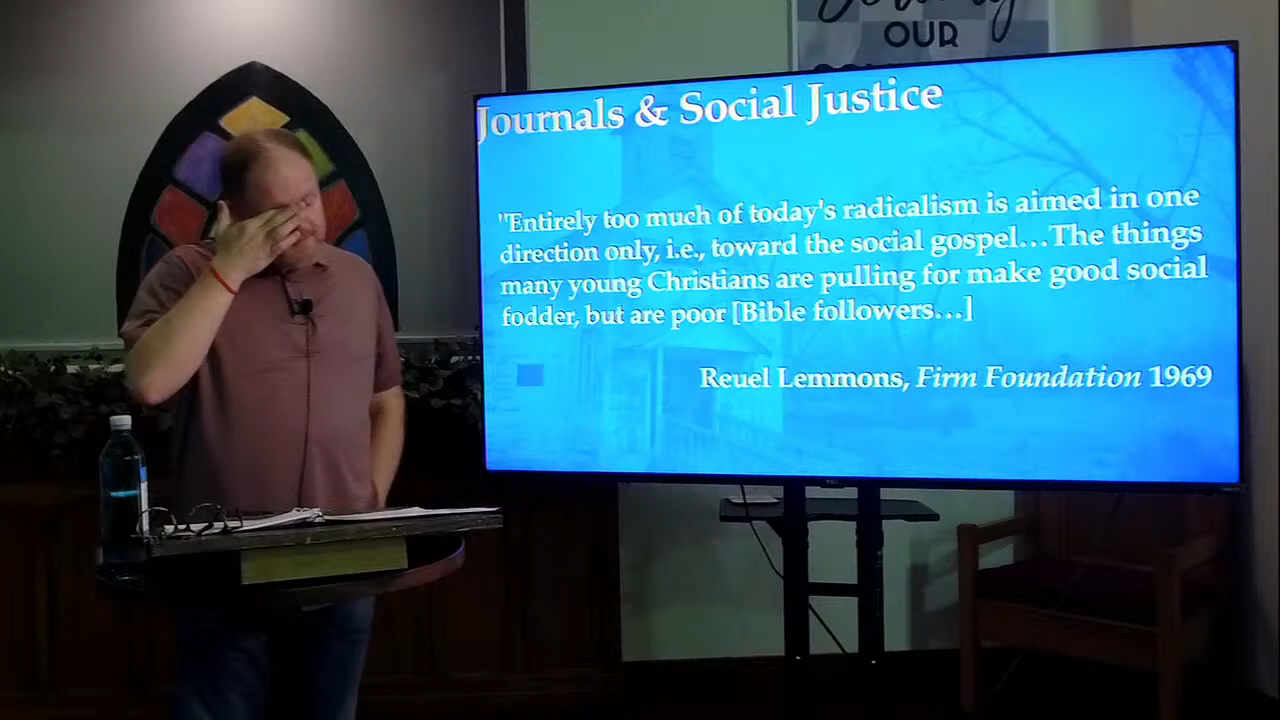 OUR
Journals & Social Justice
"Entirely too much of today's radicalism is aimed in one
direction only, i.e., toward the social gospel…The things
many young Christians are pulling for make good social
fodder, but are poor [Bible followers…]
Reuel Lemmons, Firm Foundation 1969